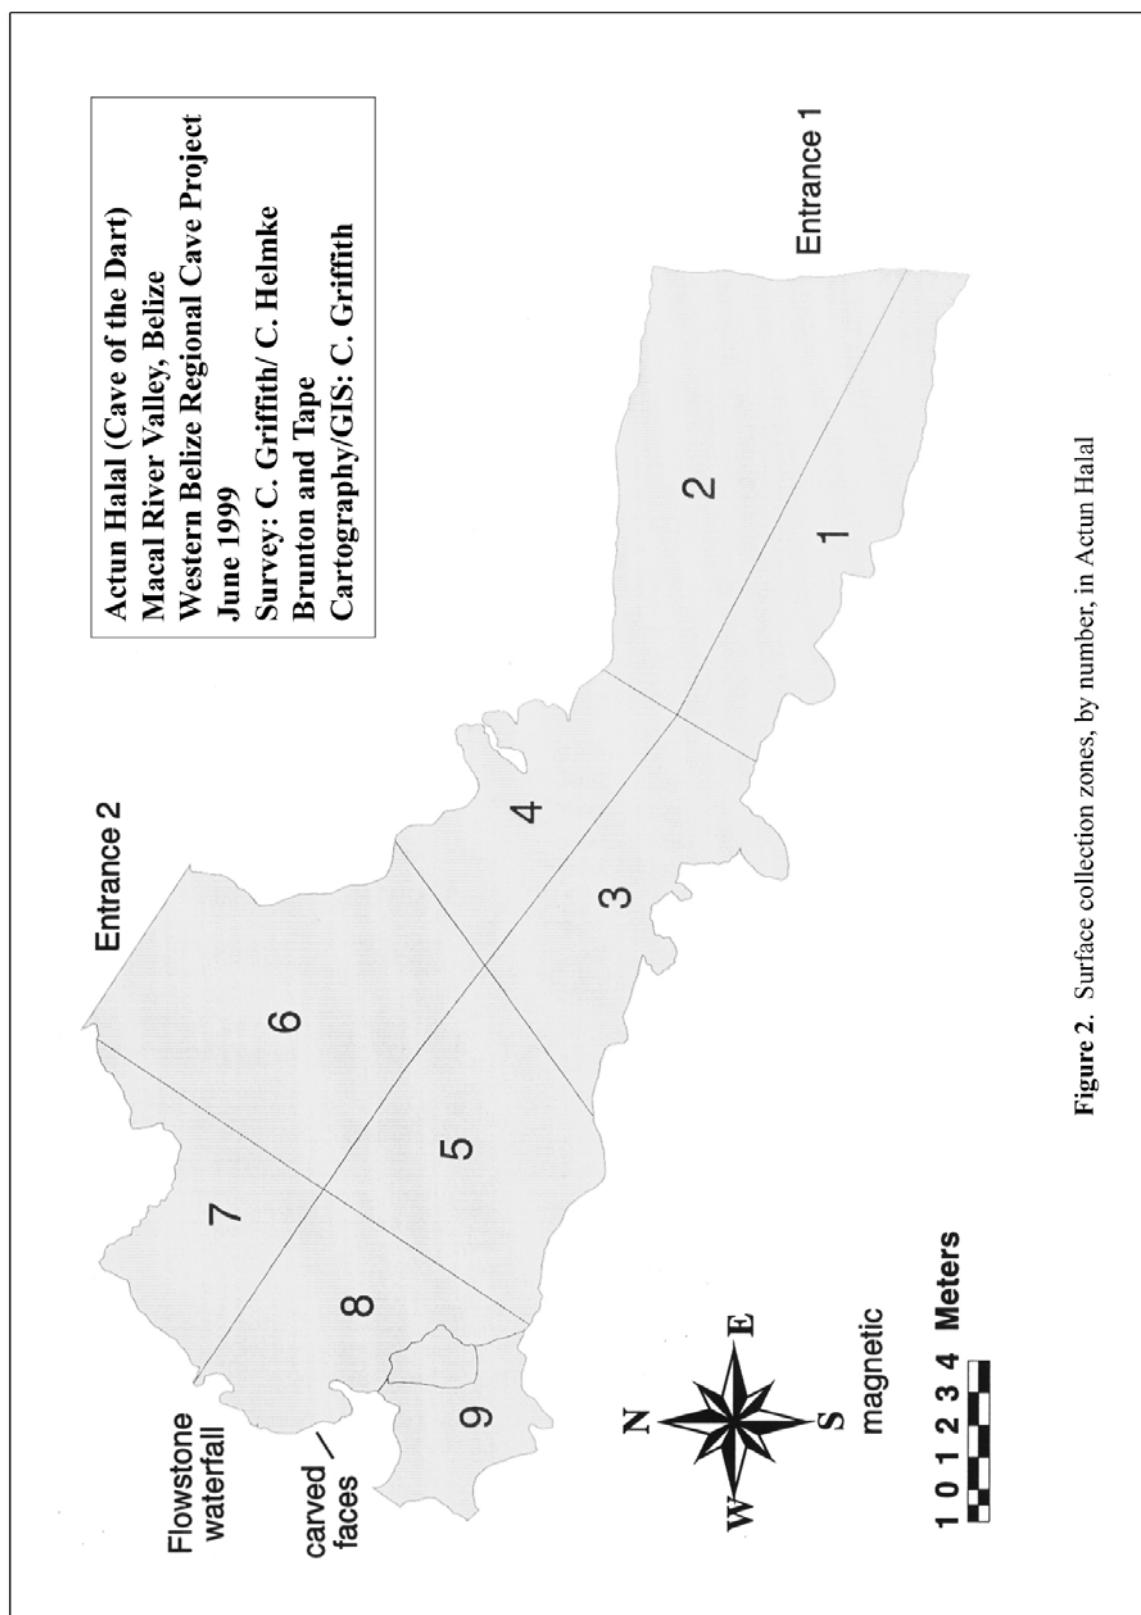 Actun Halal (Cave of the Dart)
Macal River Valley, Belize
Western Belize Regional Cave Project
June 1999
Survey: C. Griffith/ C. Helmke
Brunton and Tape
Cartography/GIS: C. Griffith
Entrance 2
Entrance 1
Flowstone
waterfall
carved
faces
7
6
8
5
4
2
9
3
1
N
W E
S
magnetic
1 0 1 2 3 4 Meters
Figure 2. Surface collection zones, by number, in Actun Halal